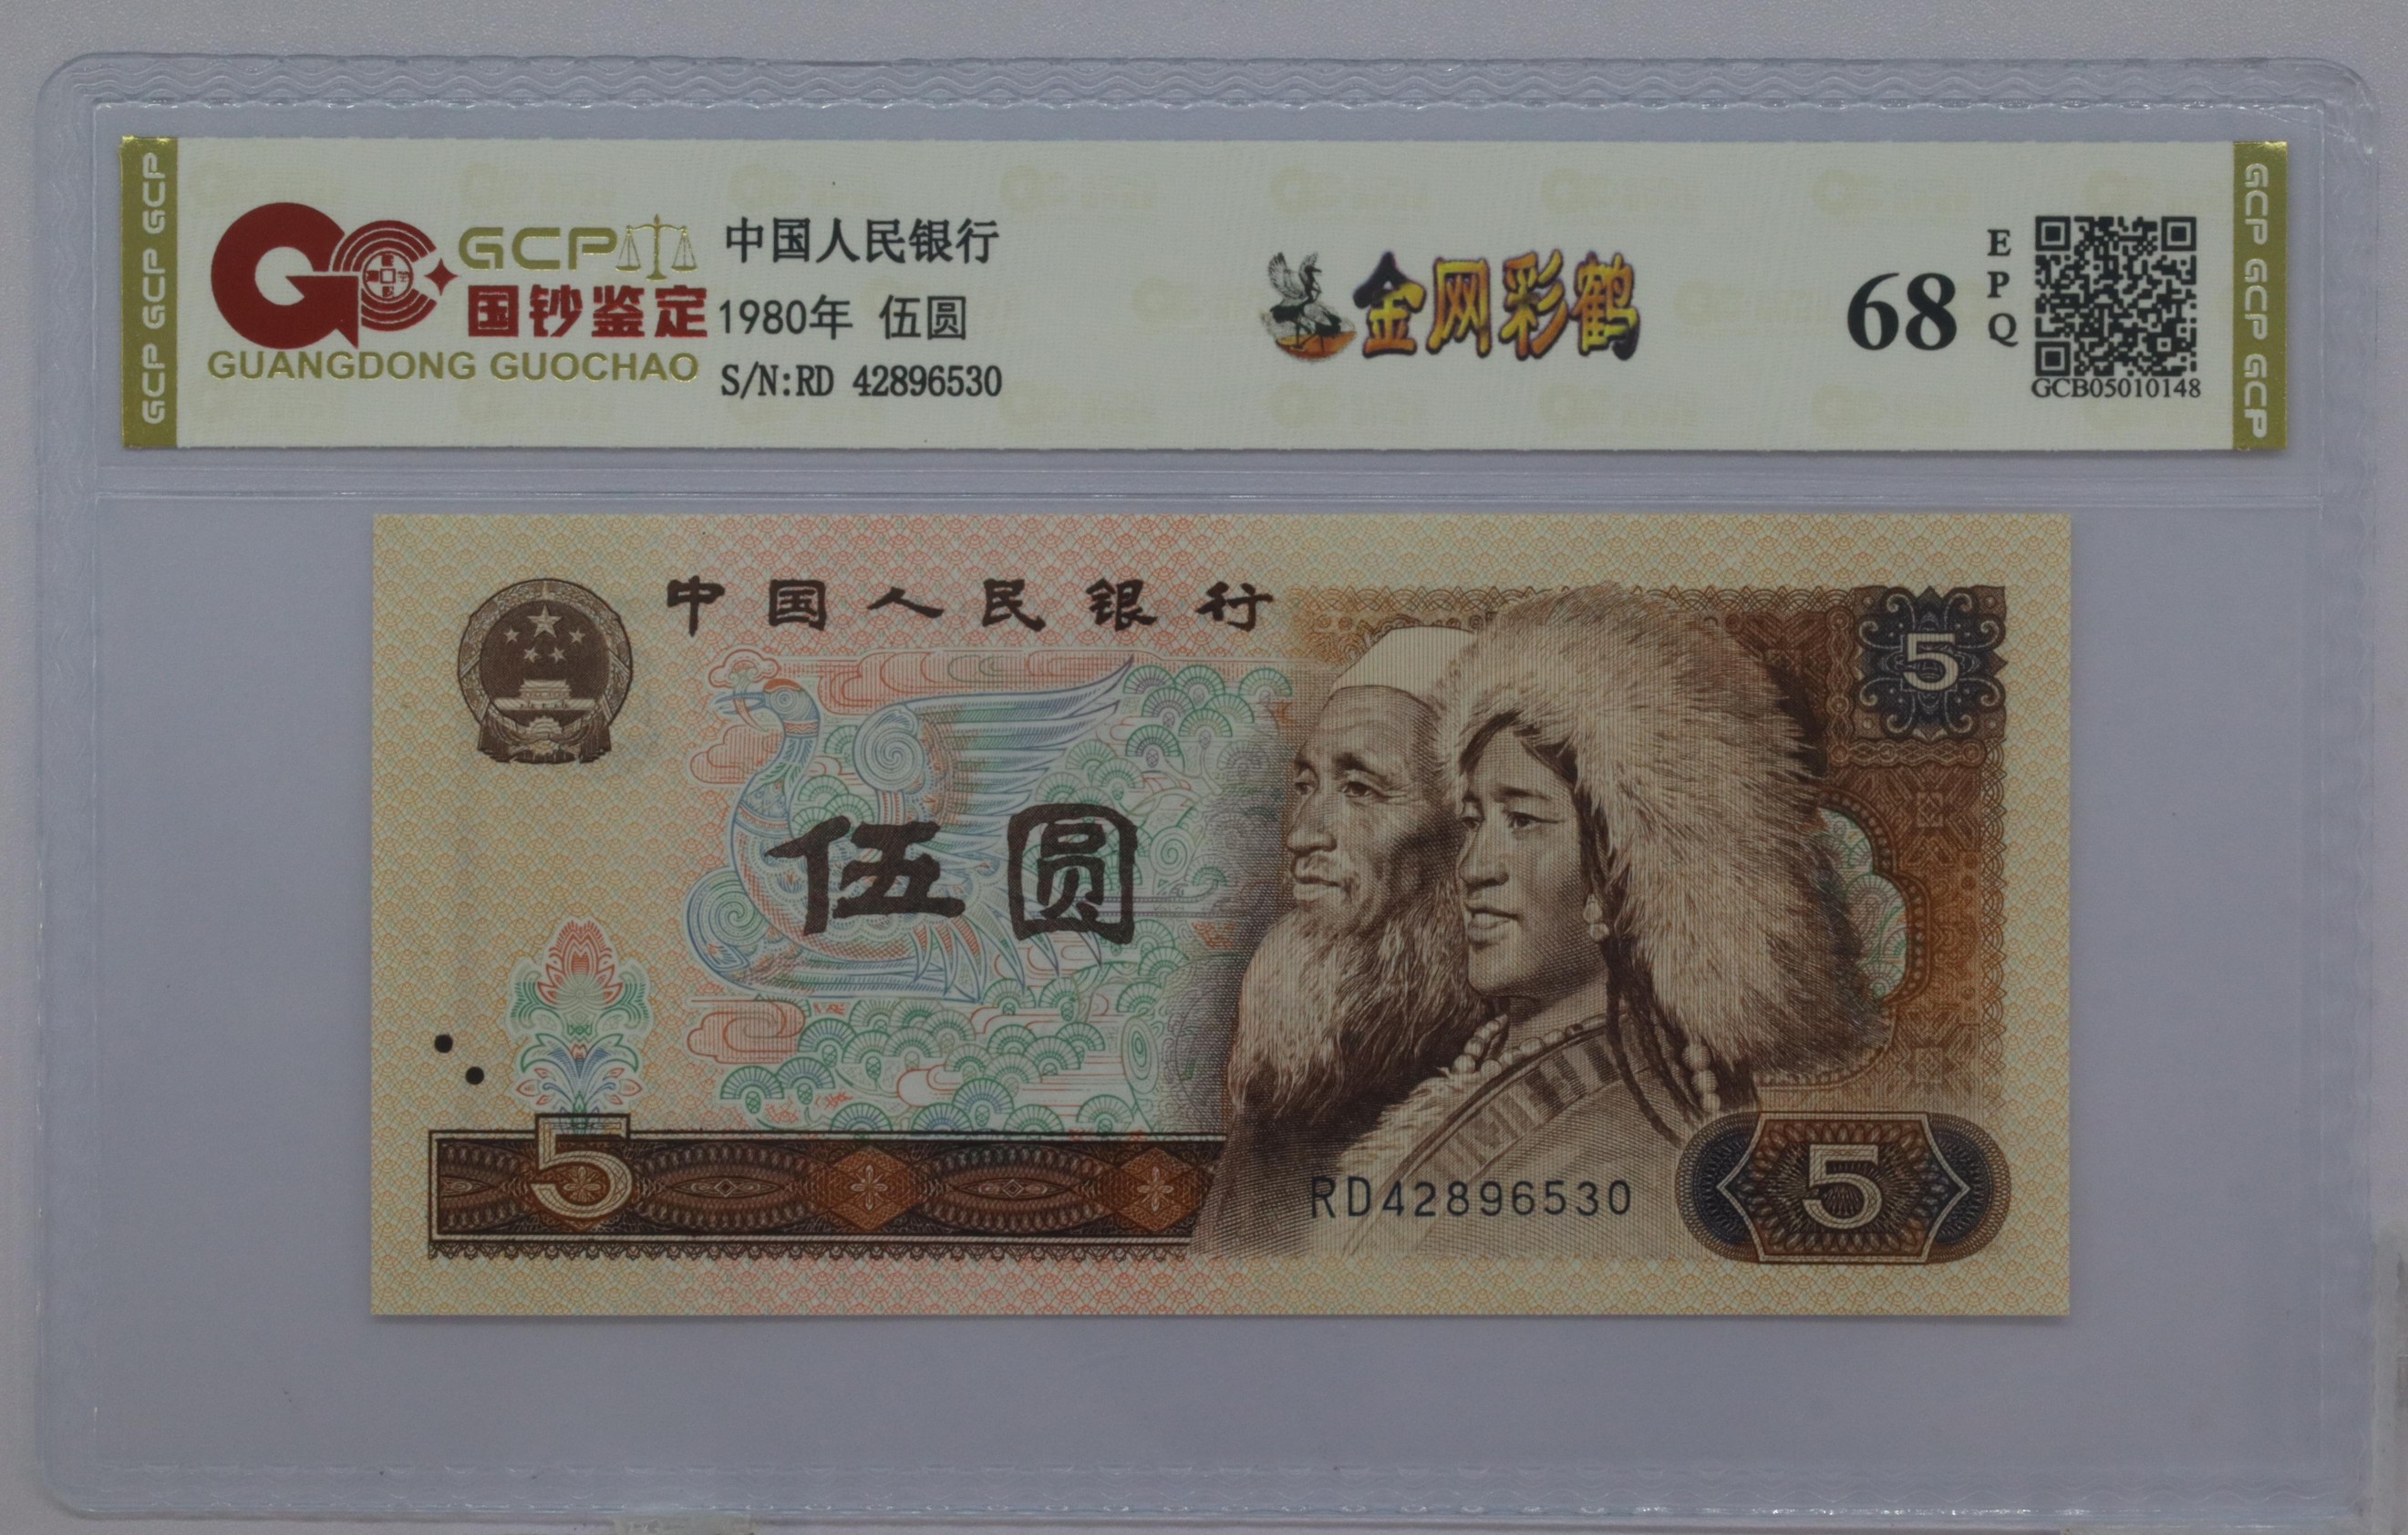 GCP GCP GCP
GCP
国钞鉴定
GUANGDONG GUOCHAO
中国人民银行
1980年 伍圆
S/N:RD 42896530
金网彩鹤
68
EPQ
GCB05010148
GCP GCP GCP
中国人民银行
5
伍圆
5
RD42896530
5